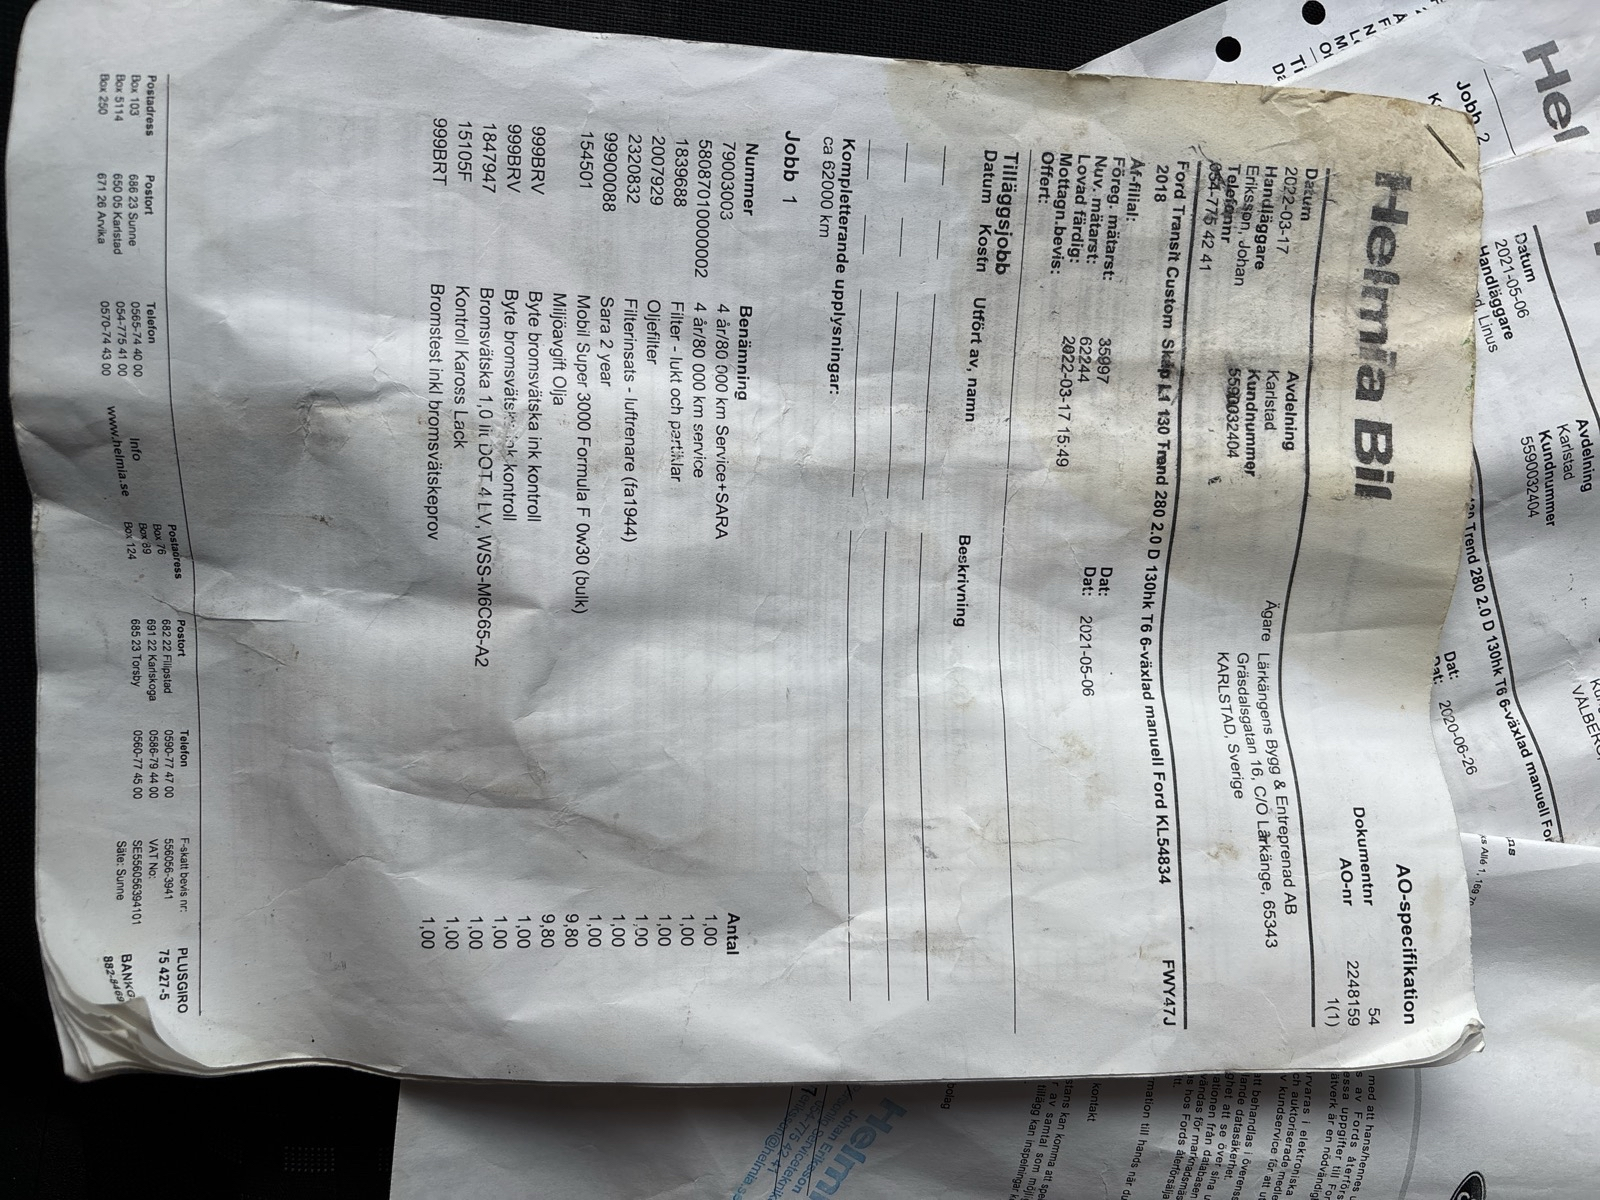 Helmia Bil
AO-specifikation
54
Dokumentnr 2248159
AO-nr 1(1)
Datum
2022-03-17
Handläggare
Eriksson, Johan
Telefonnr
054-775 42 41
Avdelning
Karlstad
Kundnummer
5590032404
Ägare Lärkängens Bygg & Entreprenad AB
Gräsdalsgatan 16, C/O Lärkänge, 65343
KARLSTAD, Sverige
Ford Transit Custom Skåp L1 130 Trend 280 2.0 D 130hk T6 6-växlad manuell Ford KL54834 FWY47J
2018
Af-filial:
Föreg. mätarst: 35997 Dat:
Nuv. mätarst: 62244 Dat: 2021-05-06
Lovad färdig: 2022-03-17 15:49
Mottagn.bevis:
Offert:
Tilläggsjobb
Datum Kostn Utfört av, namn Beskrivning
Kompletterande upplysningar:
ca 62000 km
Jobb 1
Nummer Benämning Antal
79003003 4 år/80 000 km Service+SARA 1,00
580870100000002 4 år/80 000 km service 1,00
1839688 Filter - lukt och partiklar 1,00
2007929 Oljefilter 1,00
2320832 Filterinsats - luftrenare (fa1944) 1,00
99900088 Sara 2 year 1,00
154501 Mobil Super 3000 Formula F 0w30 (bulk) 9,80
Miljöavgift Olja 9,80
999BRV Byte bromsvätska ink kontroll 1,00
999BRV Byte bromsvätska ink kontroll 1,00
1847947 Bromsvätska 1,0 lit DOT 4 LV, WSS-M6C65-A2 1,00
15105F Kontroll Kaross Lack 1,00
999BRT Bromstest inkl bromsvätskeprov 1,00
Postadress Postort Telefon Info Postadress Postort Telefon F-skatt bevis nr: PLUSGIRO
Box 103 686 23 Sunne 0565-74 40 00 www.helmia.se Box 76 682 22 Filipstad 0590-77 47 00 556056-3941 75 427-5
Box 5114 650 05 Karlstad 054-775 41 00 Box 89 691 22 Karlskoga 0586-79 44 00 VAT No: SE556056394101
Box 250 671 26 Arvika 0570-74 43 00 Box 124 685 23 Torsby 0560-77 45 00 Säte: Sunne
882-8469
Hel
Jobb 2
Datum
2021-05-06
Handläggare
Linus
Avdelning
Karlstad
Kundnummer
5590032404
Trend 280 2.0 D 130hk T6 6-växlad manuell
Dat:
Dat: 2020-06-26
kontakt
Johan Eriksson